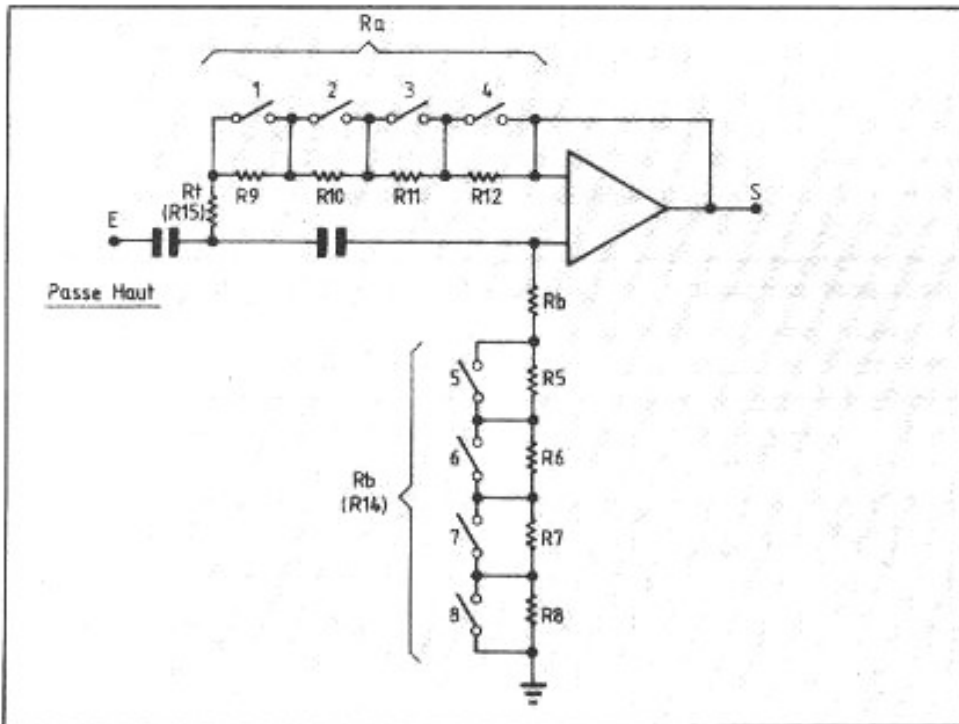 Ra
1 2 3 4
R9 R10 R11 R12
Rt
(R15)
E
S
Passe Haut
Rb
5 R5
6 R6
Rb
(R14)
7 R7
8 R8